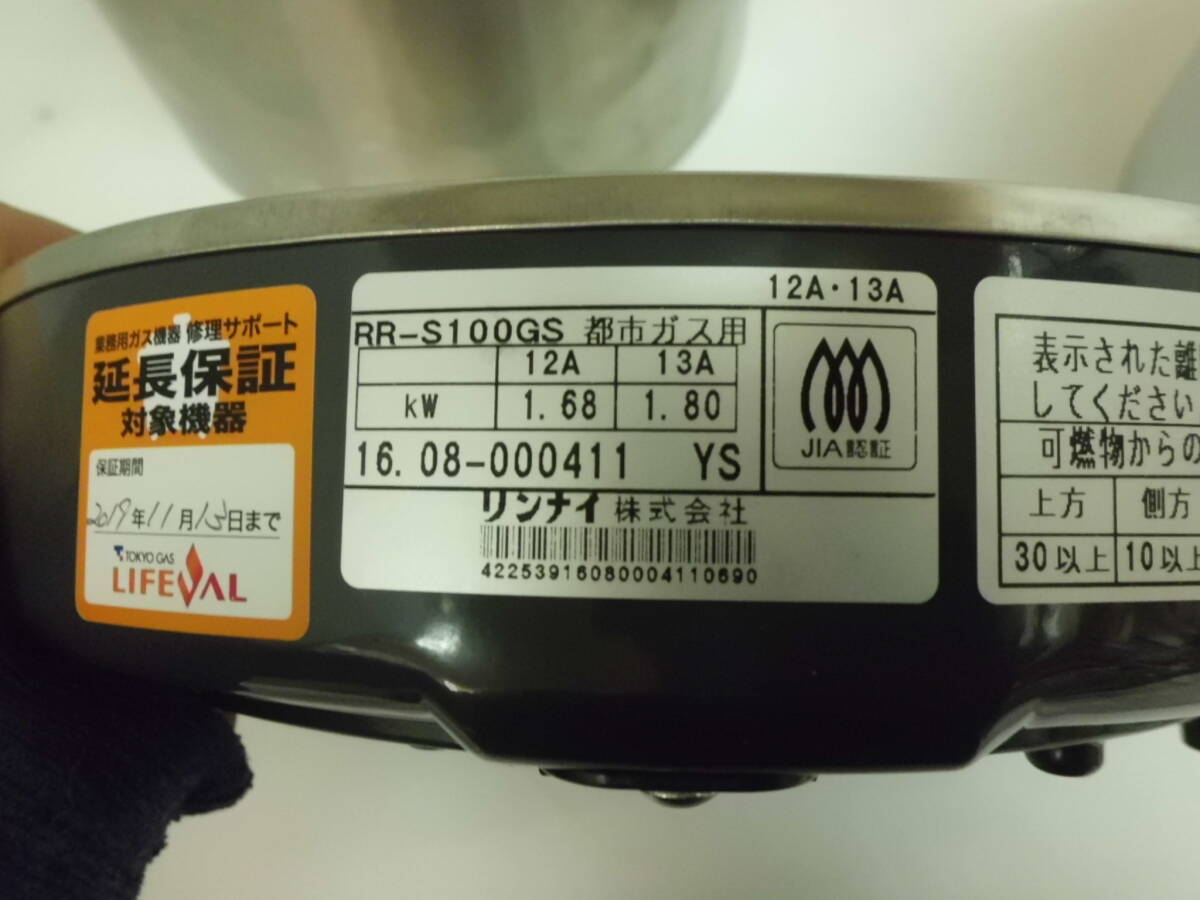 業務用ガス機器 修理サポート
延長保証
対象機器
保証期間
2019年11月13日まで
TOKYO GAS
LIFEVAL
12A・13A
RR-S100GS 都市ガス用
12A 13A
kW 1.68 1.80
16.08-000411 YS
リンナイ株式会社
42253916080004110690
JIA認証
表示された離
してください
可燃物からの
上方 側方
30以上 10以上